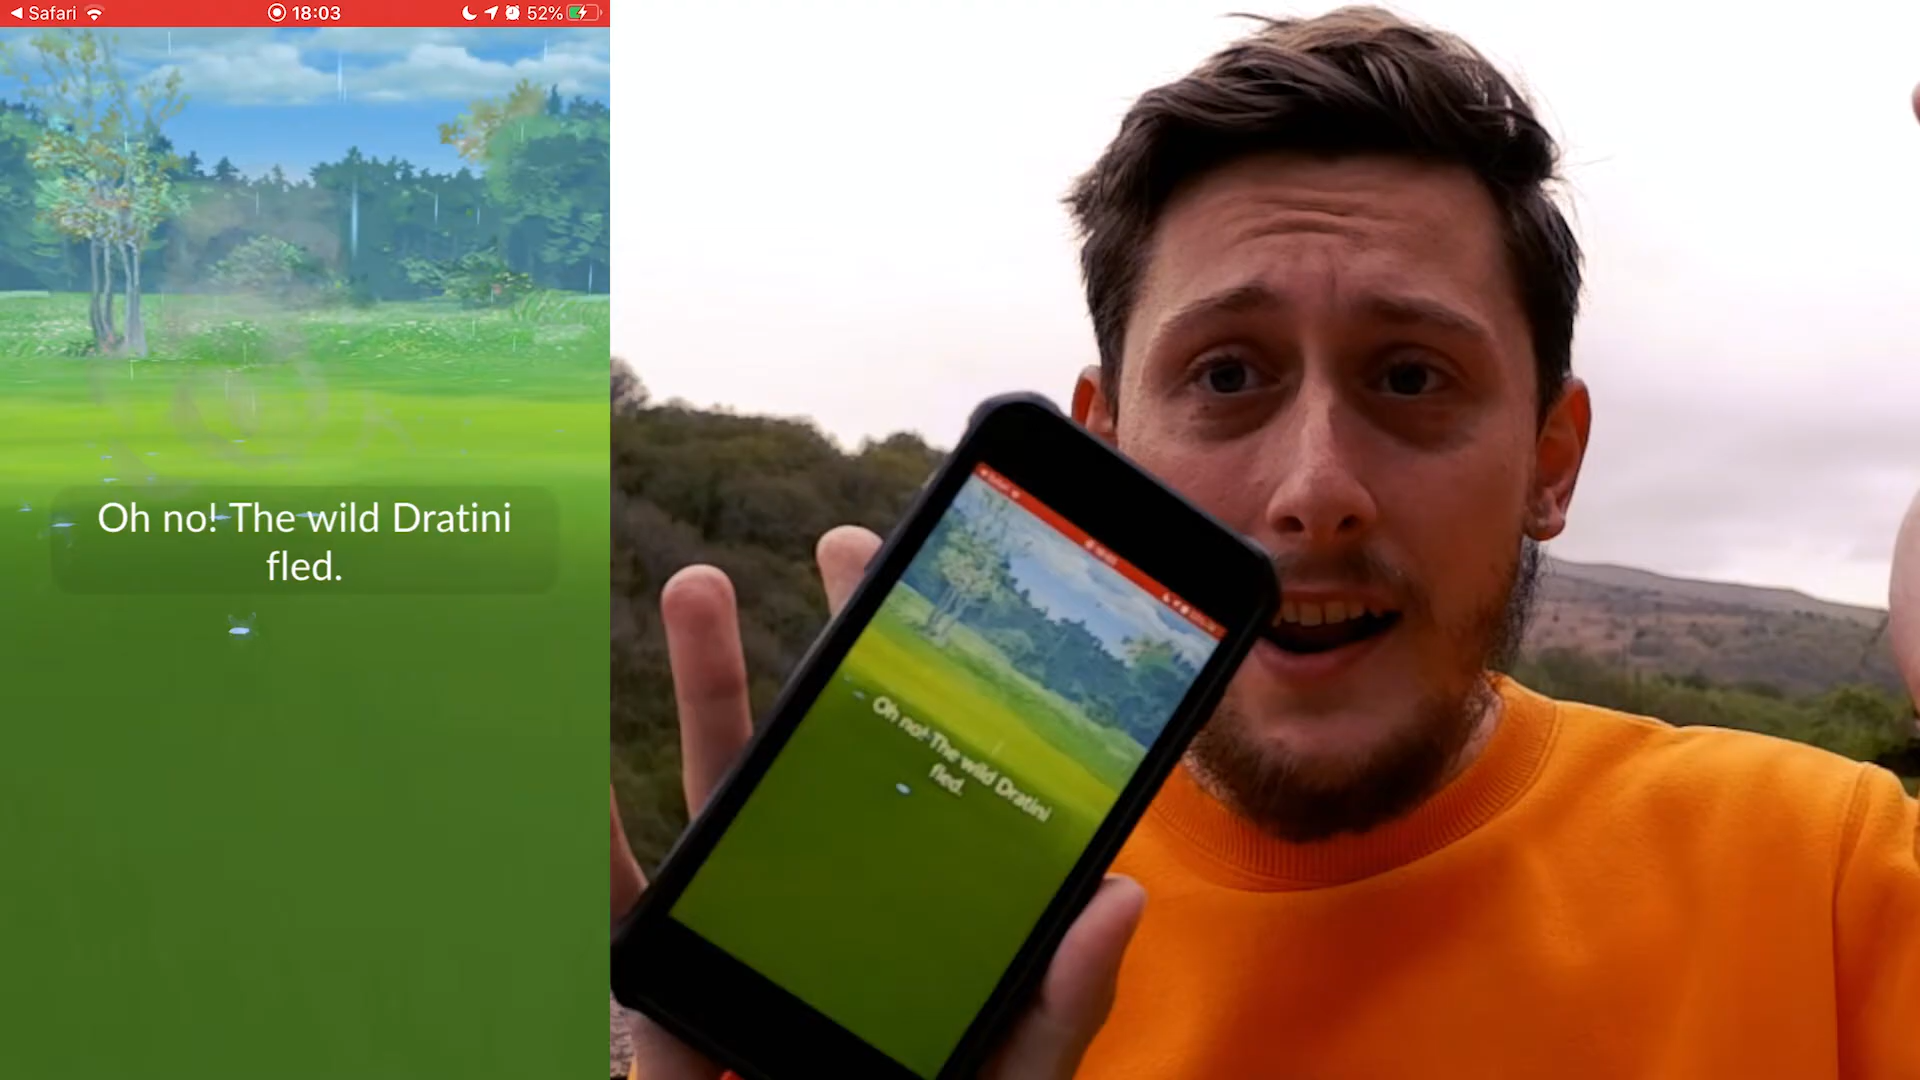 Safari 18:03 52%
Oh no! The wild Dratini
fled.
Oh no! The wild Dratini
fled.